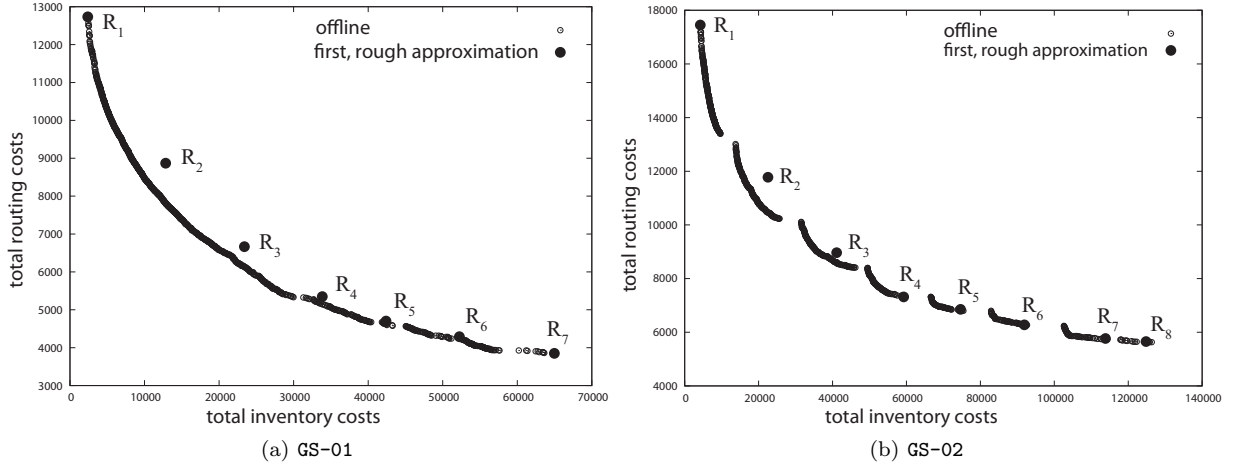 13000
12000
11000
10000
9000
8000
7000
6000
5000
4000
3000
total routing costs
R1
R2
R3
R4
R5
R6
R7
offline
first, rough approximation
0 10000 20000 30000 40000 50000 60000 70000
total inventory costs
(a) GS-01
18000
16000
14000
12000
10000
8000
6000
4000
total routing costs
R1
R2
R3
R4
R5
R6
R7
R8
offline
first, rough approximation
0 20000 40000 60000 80000 100000 120000 140000
total inventory costs
(b) GS-02